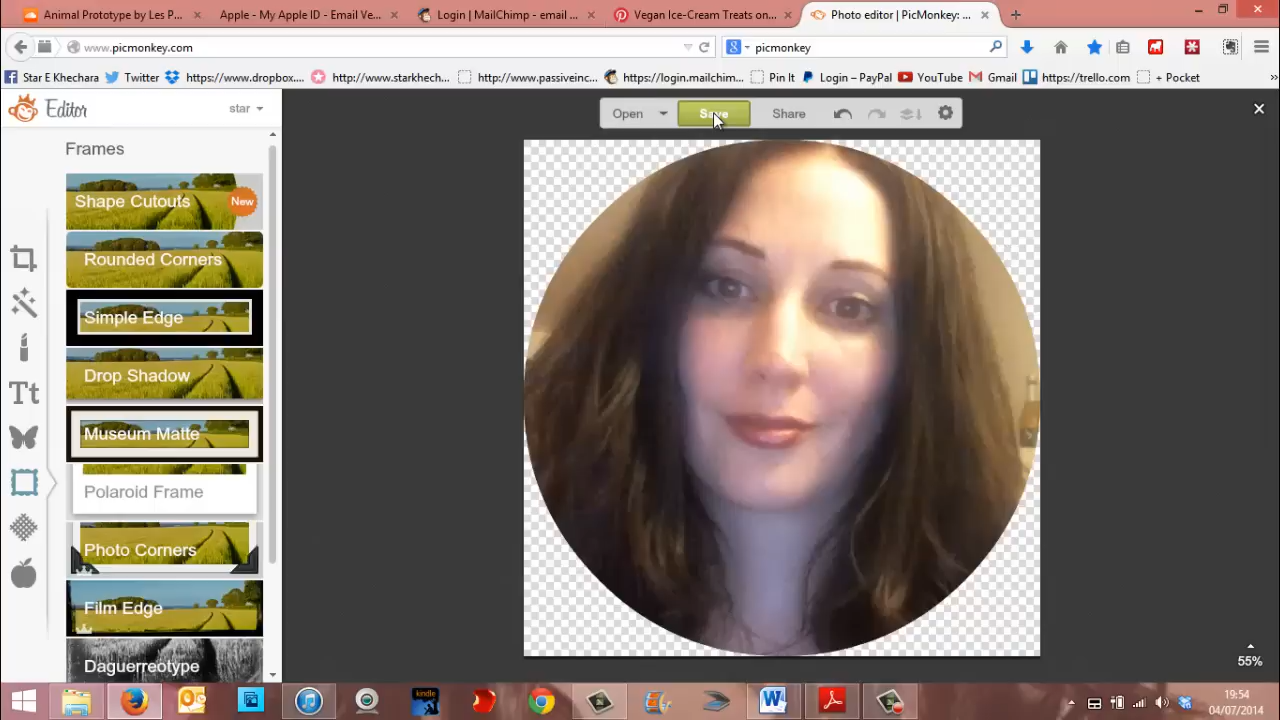 Animal Prototype by Les P...
Apple - My Apple ID - Email Ve...
Login | MailChimp - email ...
Vegan Ice-Cream Treats on...
Photo editor | PicMonkey: ...
www.picmonkey.com
picmonkey
Star E Khechara
Twitter
https://www.dropbox....
http://www.starkhech...
http://www.passiveinc...
https://login.mailchim...
Pin It
Login – PayPal
YouTube
Gmail
https://trello.com
+ Pocket
Editor
star
Open
Save
Share
Frames
Shape Cutouts
New
Rounded Corners
Simple Edge
Drop Shadow
Museum Matte
Polaroid Frame
Photo Corners
Film Edge
Daguerreotype
Tt
55%
kindle
19:54
04/07/2014